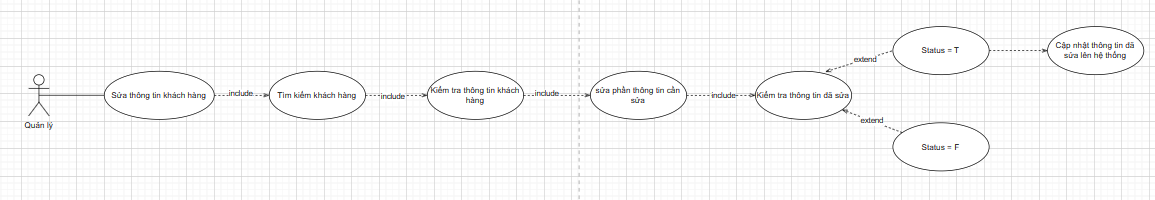 Quản lý
Sửa thông tin khách hàng
include
Tìm kiếm khách hàng
include
Kiểm tra thông tin khách
hàng
include
sửa phần thông tin cần
sửa
include
Kiểm tra thông tin đã sửa
extend
Status = T
Cập nhật thông tin đã
sửa lên hệ thống
extend
Status = F